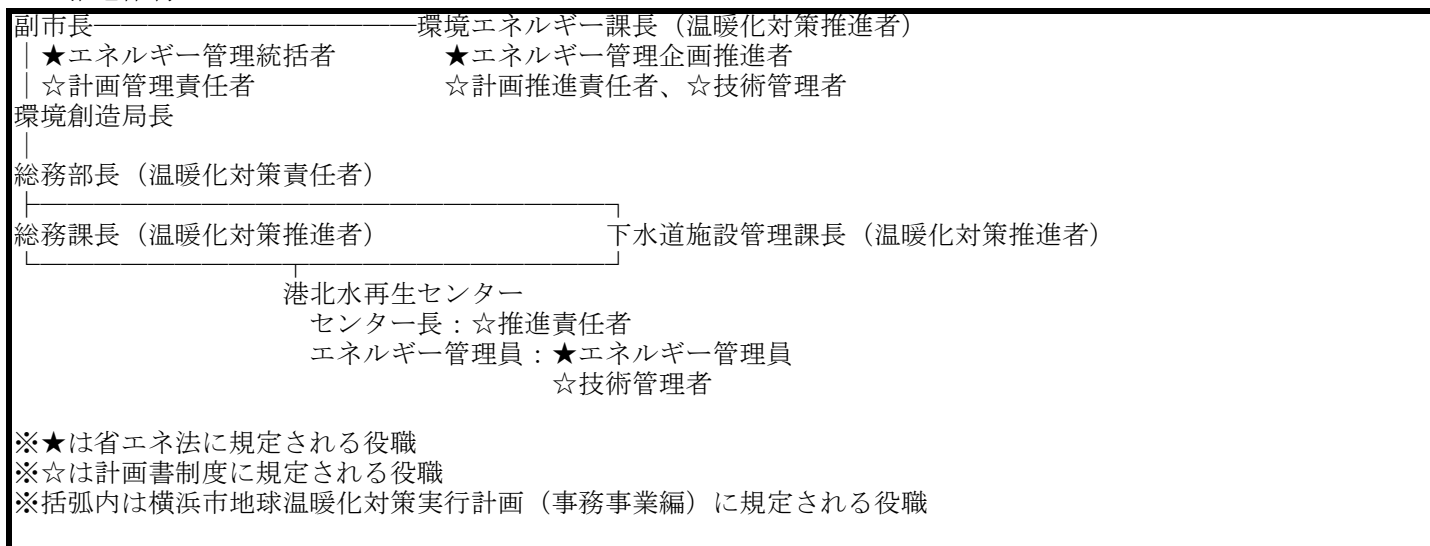 副市長――――――――――――環境エネルギー課長（温暖化対策推進者）
｜★エネルギー管理統括者　　　　★エネルギー管理企画推進者
｜☆計画管理責任者　　　　　　　☆計画推進責任者、☆技術管理者
環境創造局長
｜
総務部長（温暖化対策責任者）
├―――――――――――――――――――――┐
総務課長（温暖化対策推進者）　　　　　　　　　下水道施設管理課長（温暖化対策推進者）
└――――――――――┬――――――――――┘
港北水再生センター
センター長：☆推進責任者
エネルギー管理員：★エネルギー管理員
☆技術管理者
※★は省エネ法に規定される役職
※☆は計画書制度に規定される役職
※括弧内は横浜市地球温暖化対策実行計画（事務事業編）に規定される役職